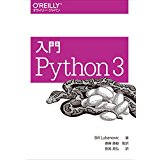 O'REILLY®
オライリー・ジャパン
入門
Python 3
Bill Lubanovic 著
斎藤 康毅 監訳
長尾 高弘 訳